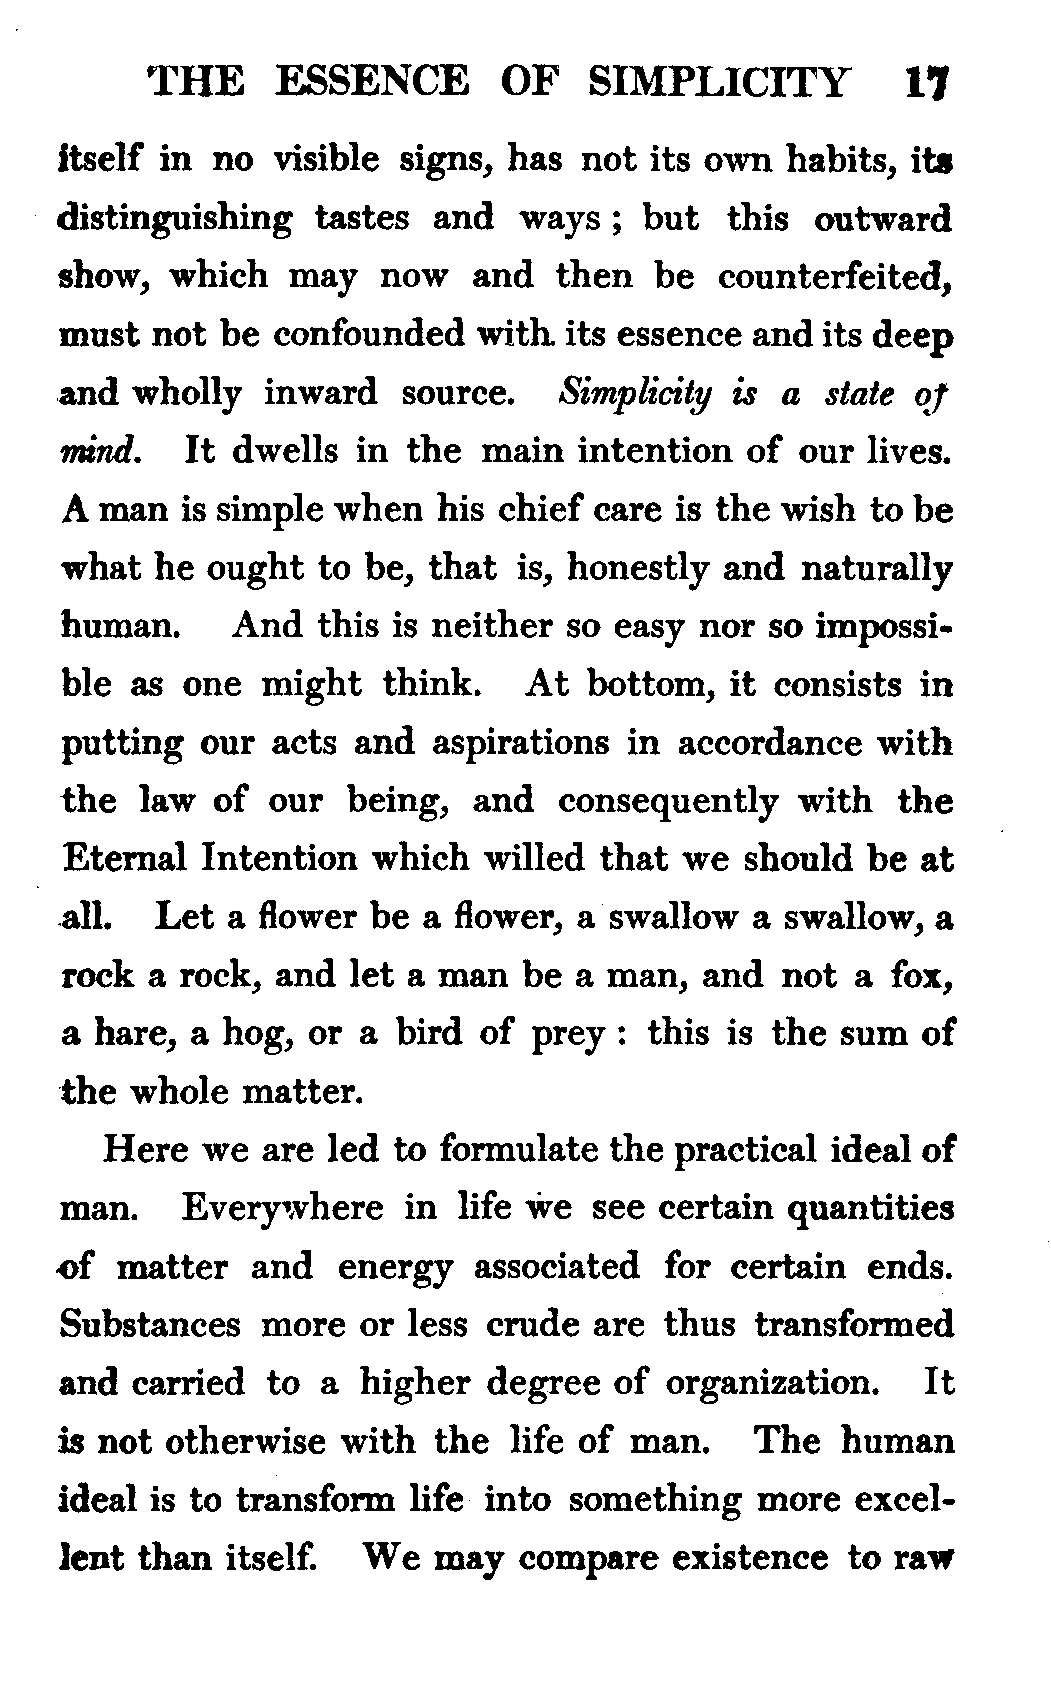 THE ESSENCE OF SIMPLICITY 17
itself in no visible signs, has not its own habits, its
distinguishing tastes and ways ; but this outward
show, which may now and then be counterfeited,
must not be confounded with its essence and its deep
and wholly inward source. Simplicity is a state of
mind. It dwells in the main intention of our lives.
A man is simple when his chief care is the wish to be
what he ought to be, that is, honestly and naturally
human. And this is neither so easy nor so impossi-
ble as one might think. At bottom, it consists in
putting our acts and aspirations in accordance with
the law of our being, and consequently with the
Eternal Intention which willed that we should be at
all. Let a flower be a flower, a swallow a swallow, a
rock a rock, and let a man be a man, and not a fox,
a hare, a hog, or a bird of prey : this is the sum of
the whole matter.
Here we are led to formulate the practical ideal of
man. Everywhere in life we see certain quantities
of matter and energy associated for certain ends.
Substances more or less crude are thus transformed
and carried to a higher degree of organization. It
is not otherwise with the life of man. The human
ideal is to transform life into something more excel-
lent than itself. We may compare existence to raw